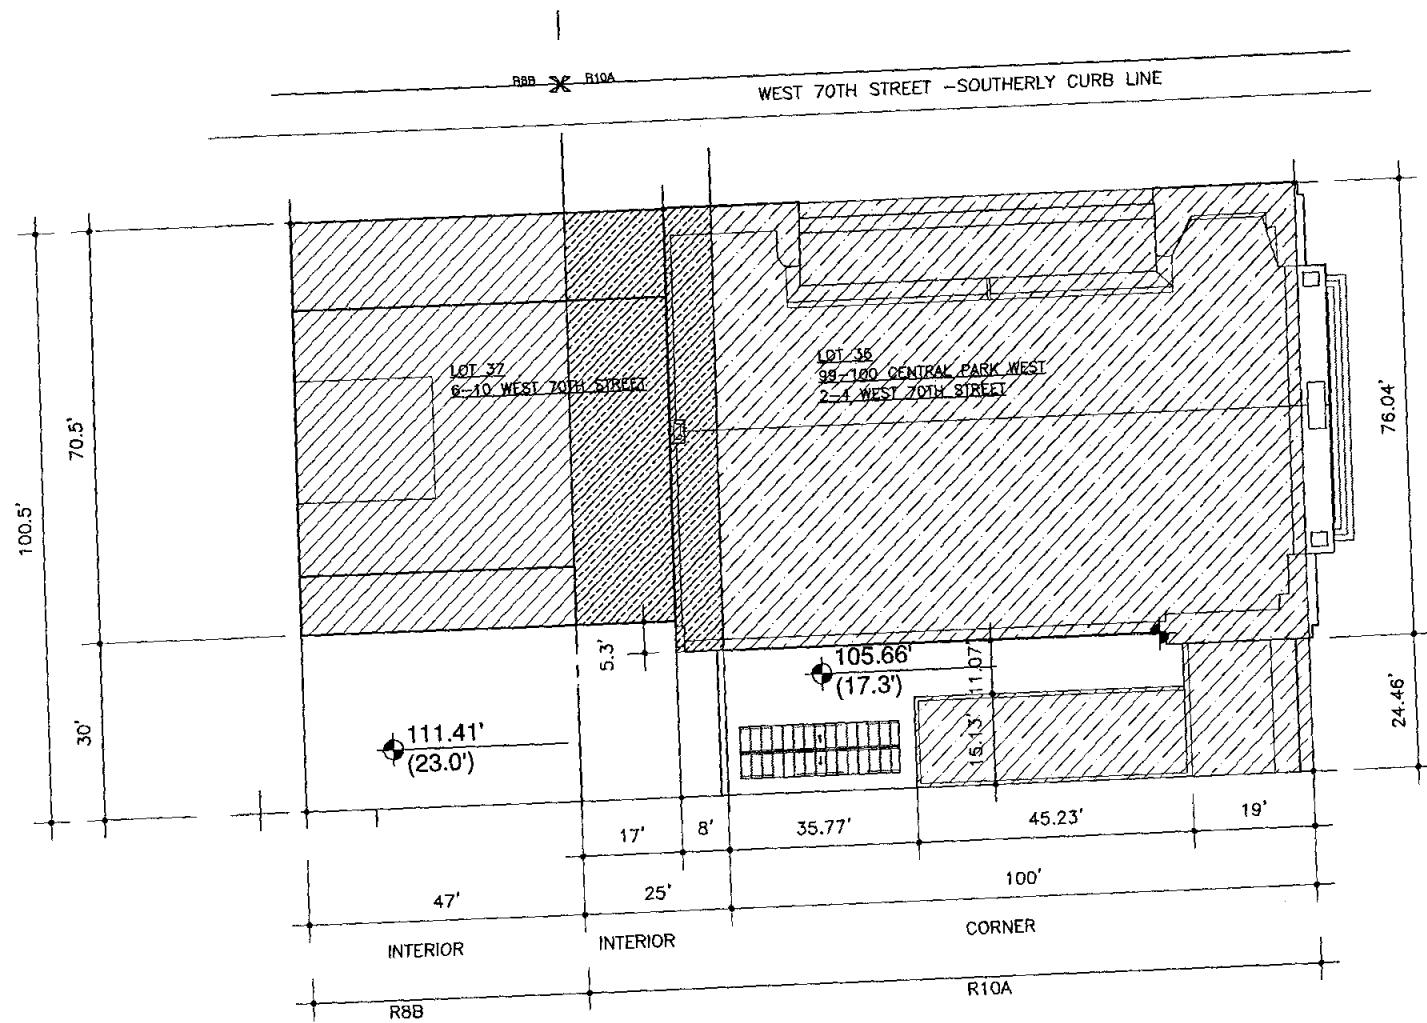 R8B R10A
WEST 70TH STREET -SOUTHERLY CURB LINE
LOT 37
6-10 WEST 70TH STREET
LOT 36
99-100 CENTRAL PARK WEST
2-4 WEST 70TH STREET
100.5'
70.5'
30'
76.04'
24.46'
5.3'
105.66'
(17.3')
11.07'
15.13'
111.41'
(23.0')
17'
8'
35.77'
45.23'
19'
47'
25'
100'
INTERIOR
INTERIOR
CORNER
R8B
R10A